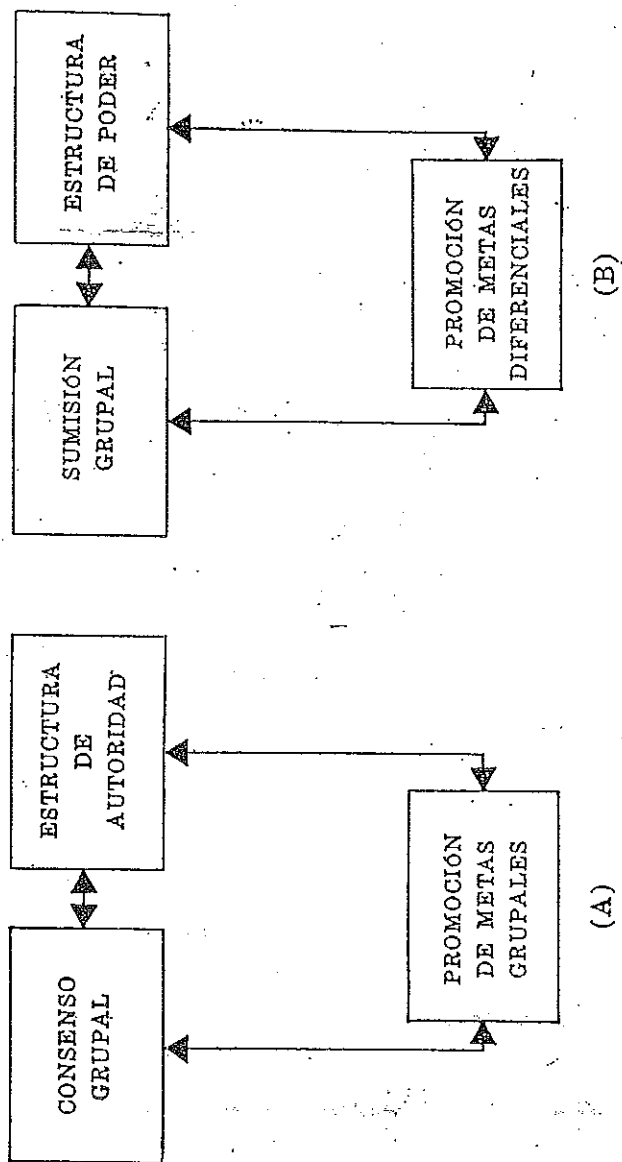 CONSENSO
GRUPAL
ESTRUCTURA
DE
AUTORIDAD
PROMOCIÓN
DE METAS
GRUPALES
(A)
SUMISIÓN
GRUPAL
ESTRUCTURA
DE PODER
PROMOCIÓN
DE METAS
DIFERENCIALES
(B)